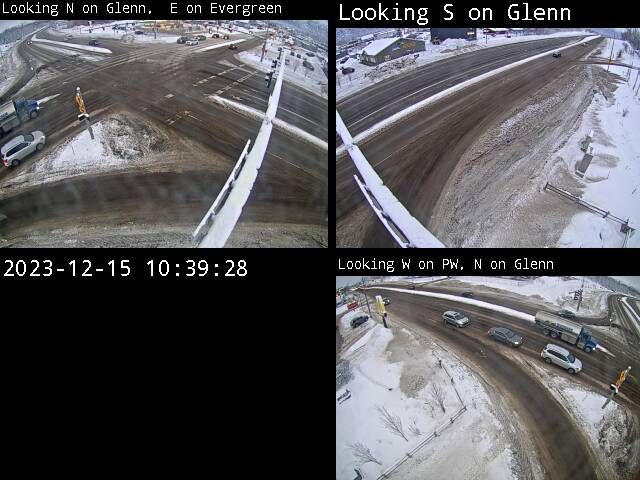 Looking N on Glenn,  E on Evergreen
Looking S on Glenn
2023-12-15 10:39:28
Looking W on PW, N on Glenn